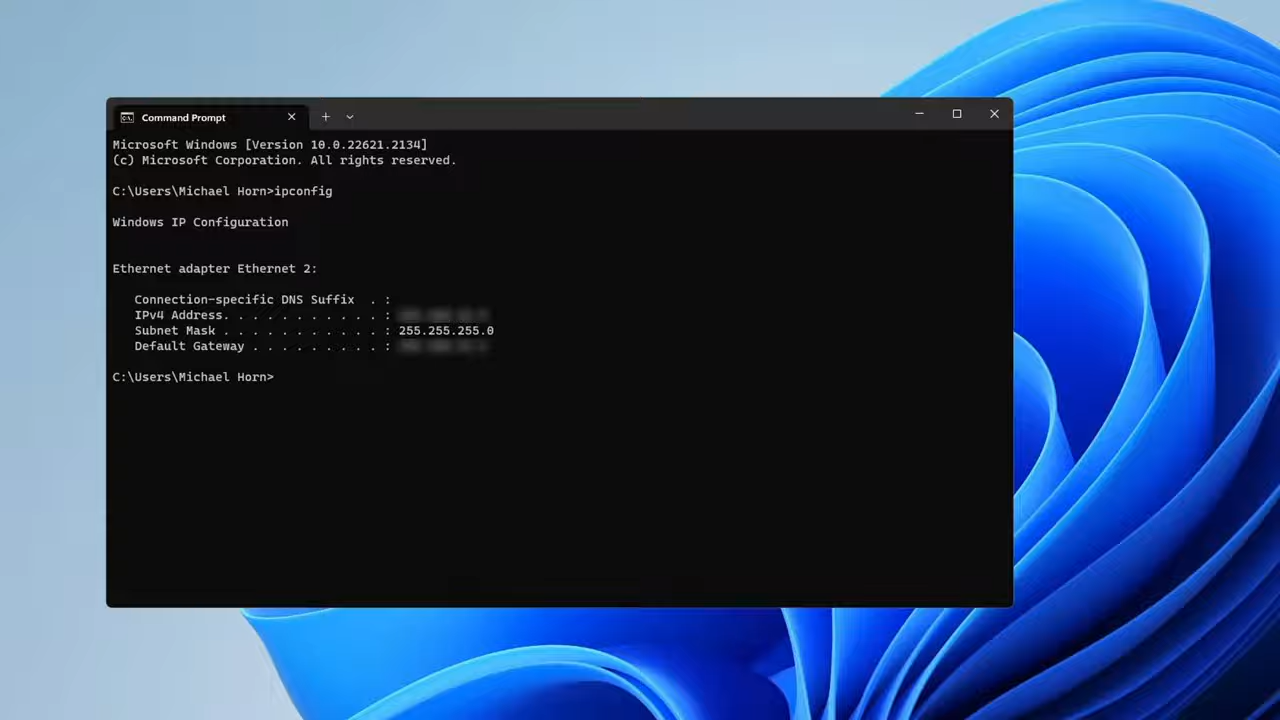 Command Prompt
Microsoft Windows [Version 10.0.22621.2134]
(c) Microsoft Corporation. All rights reserved.
C:\Users\Michael Horn>ipconfig
Windows IP Configuration
Ethernet adapter Ethernet 2:
Connection-specific DNS Suffix  . :
IPv4 Address. . . . . . . . . . . :
Subnet Mask . . . . . . . . . . . : 255.255.255.0
Default Gateway . . . . . . . . . :
C:\Users\Michael Horn>